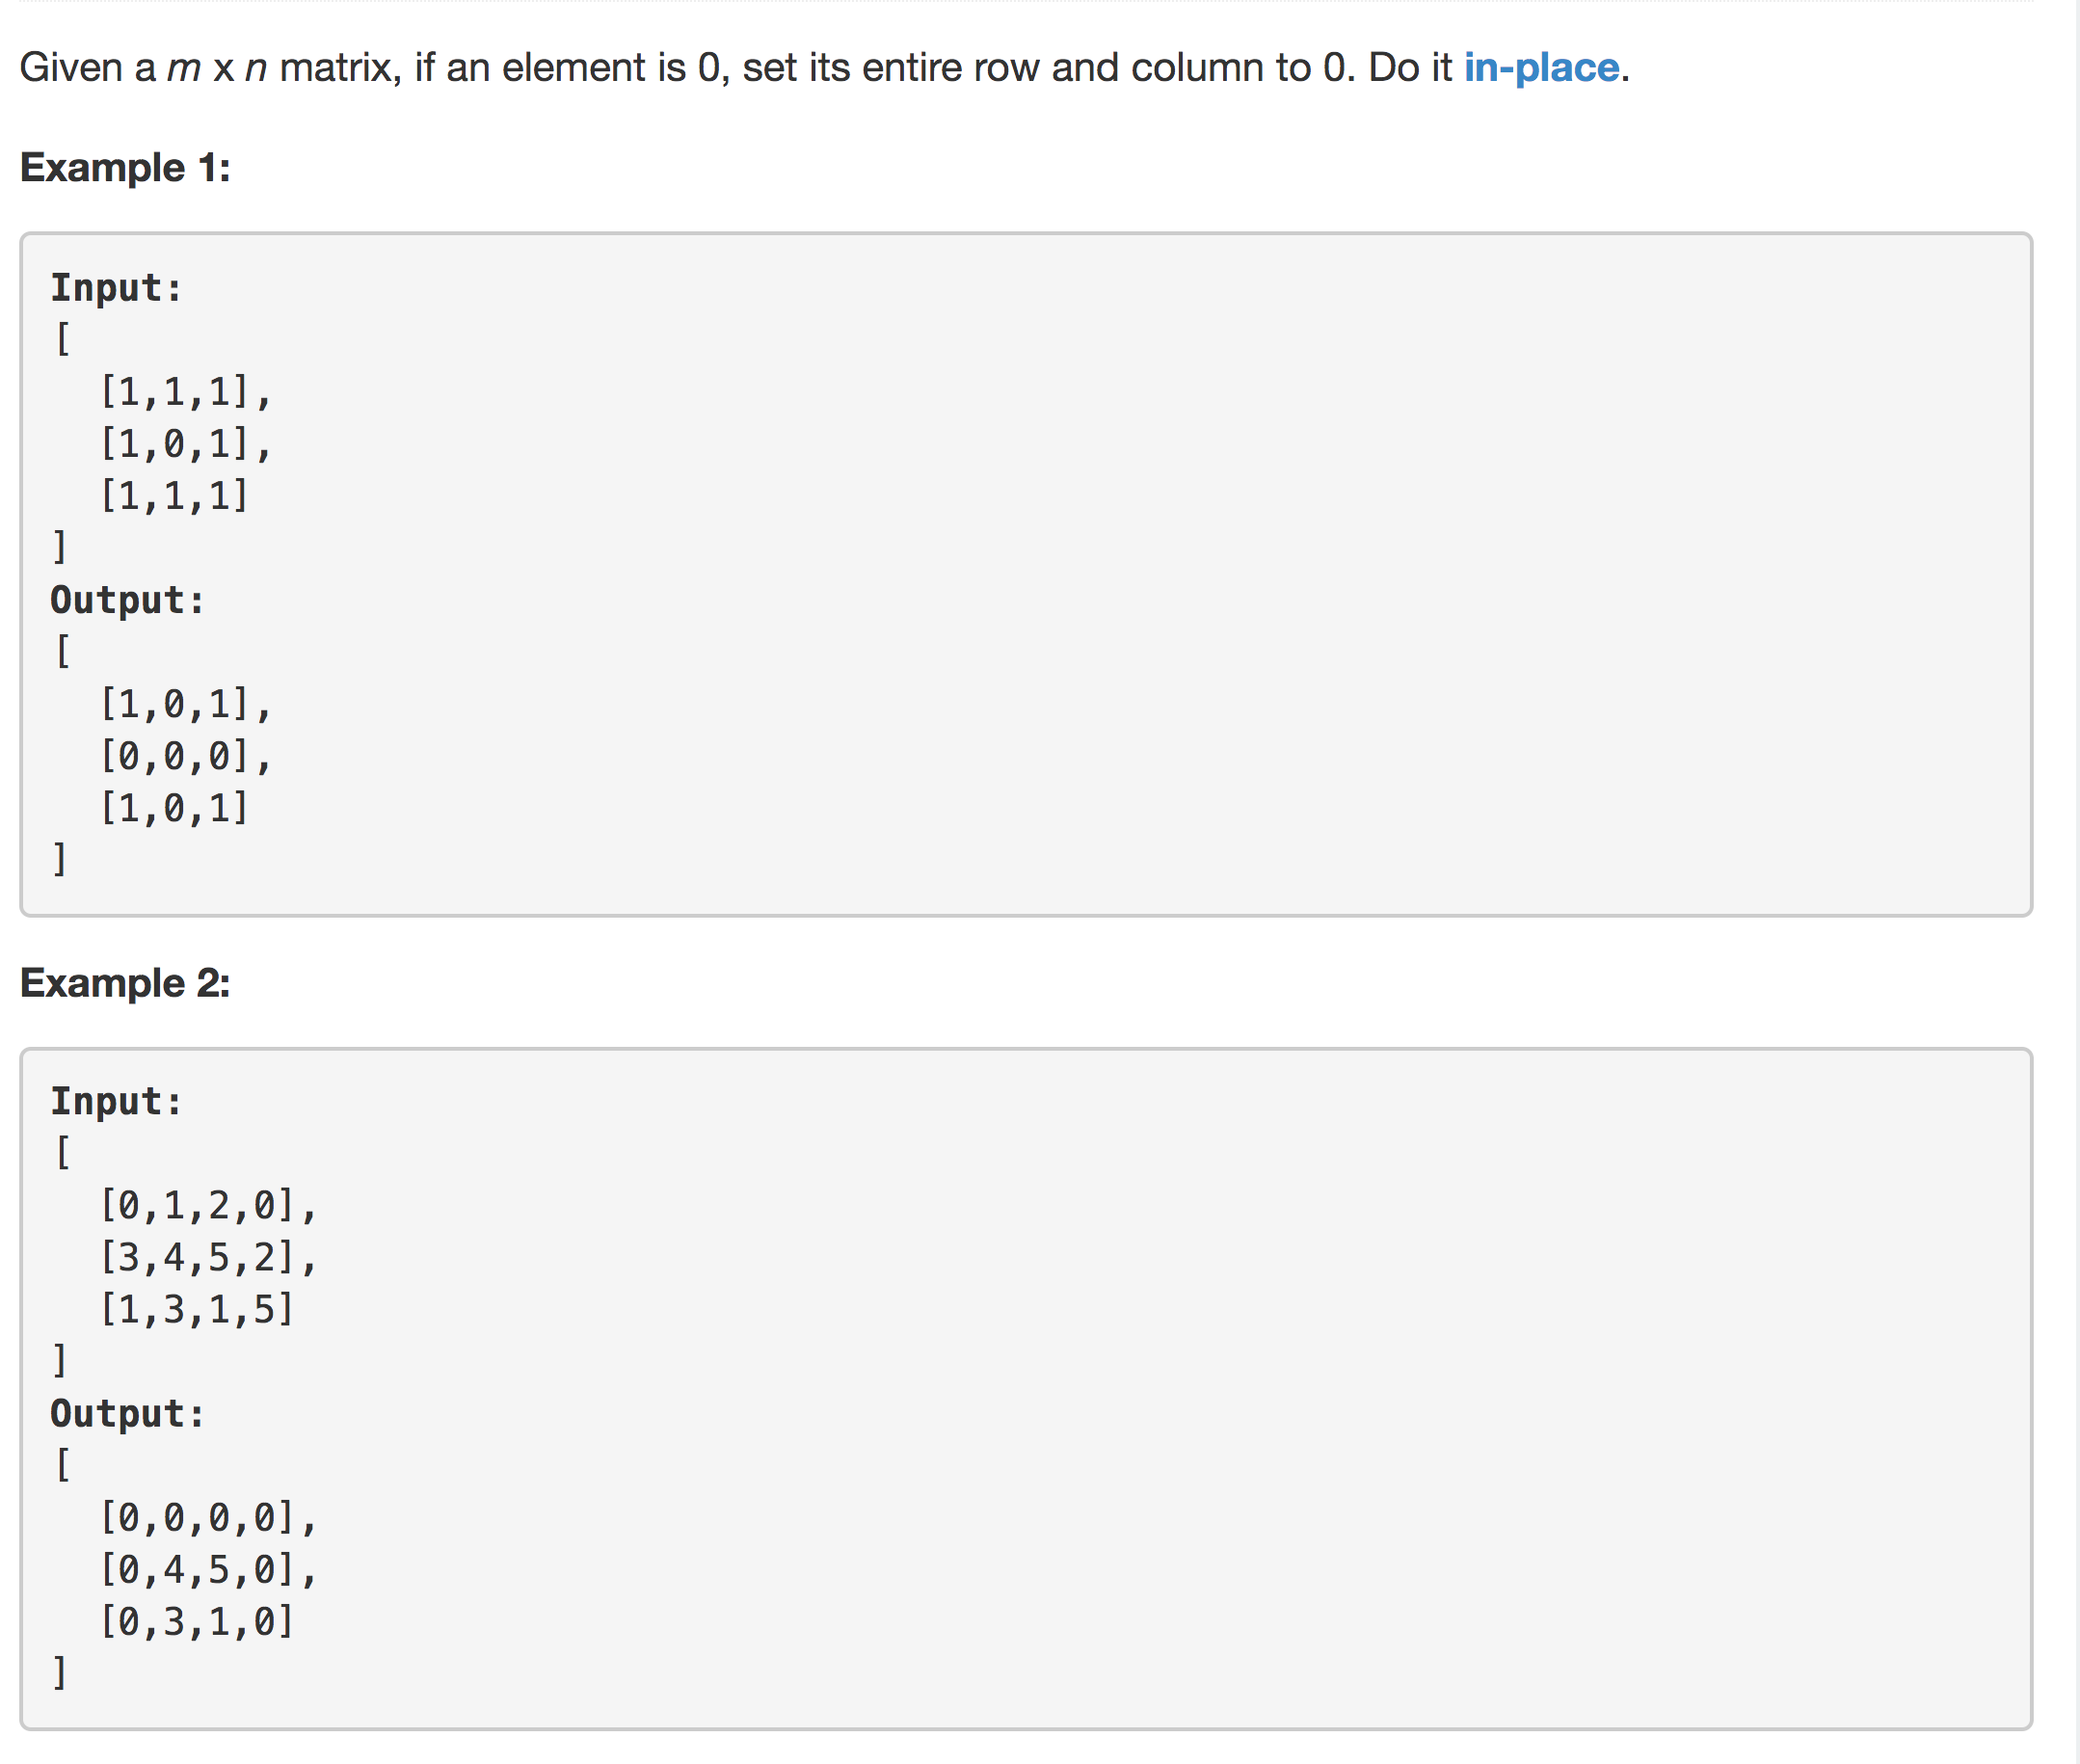 Given a m x n matrix, if an element is 0, set its entire row and column to 0. Do it in-place.
Example 1:
Input:
[
  [1,1,1],
  [1,0,1],
  [1,1,1]
]
Output:
[
  [1,0,1],
  [0,0,0],
  [1,0,1]
]
Example 2:
Input:
[
  [0,1,2,0],
  [3,4,5,2],
  [1,3,1,5]
]
Output:
[
  [0,0,0,0],
  [0,4,5,0],
  [0,3,1,0]
]